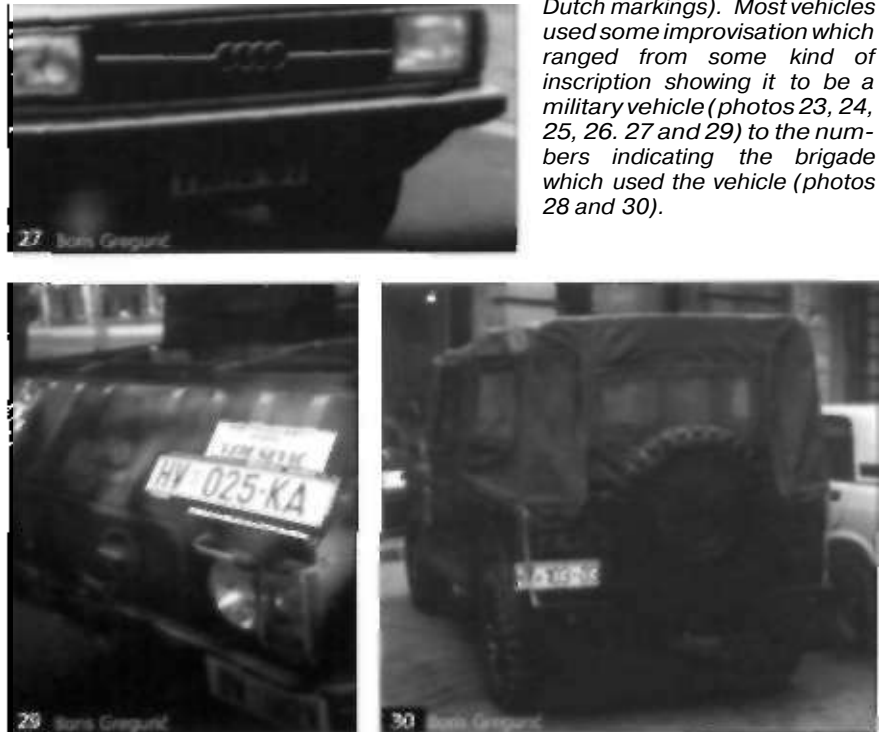 Dutch markings). Most vehicles
used some improvisation which
ranged from some kind of
inscription showing it to be a
military vehicle (photos 23, 24,
25, 26. 27 and 29) to the num-
bers indicating the brigade
which used the vehicle (photos
28 and 30).
27 Boris Gregurić
HV 025-KA
29 Boris Gregurić
30 Boris Gregurić